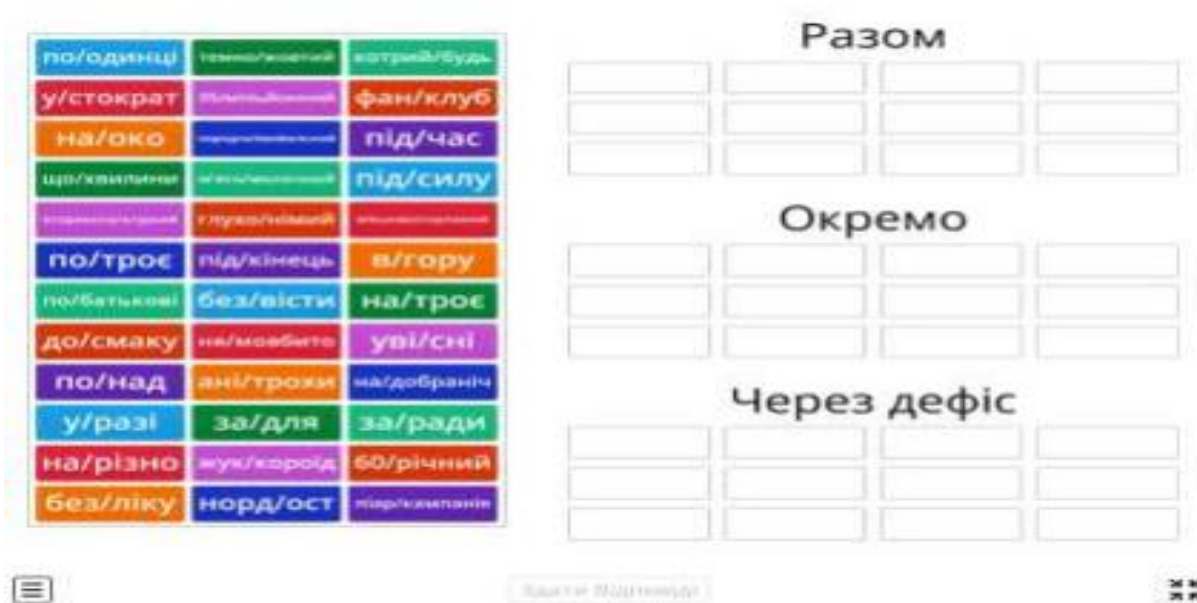 Разом
по/одинці темно/жовтий котрий/будь
у/стократ фан/клуб
на/око під/час
що/хвилини під/силу
Окремо
глухо/німий
по/троє під/кінець в/гору
по/батькові без/вісти на/троє
до/смаку не/мовбито уві/сні
по/над ані/трохи на/добраніч
Через дефіс
у/разі за/для за/ради
на/різно жук/короїд 60/річний
без/ліку норд/ост піар/кампанія